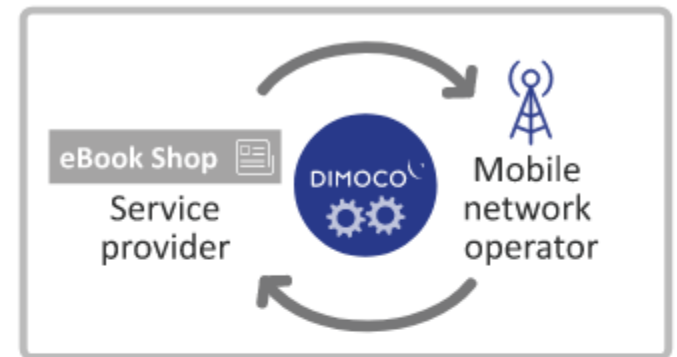 eBook Shop
Service
provider
DIMOCO
Mobile
network
operator